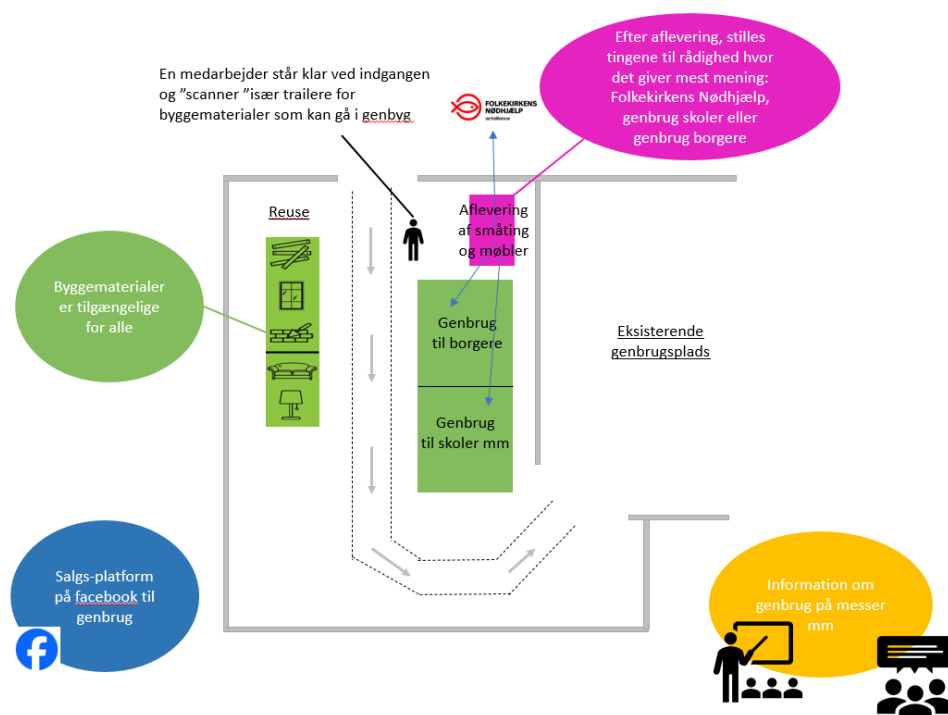 Efter aflevering, stilles
tingene til rådighed hvor
det giver mest mening:
Folkekirkens Nødhjælp,
genbrug skoler eller
genbrug borgere
En medarbejder står klar ved indgangen
og ”scanner ”især trailere for
byggematerialer som kan gå i genbyg
FOLKEKIRKENS
NØDHJÆLP
actalliance
Reuse
Aflevering
af småting
og møbler
Byggematerialer
er tilgængelige
for alle
Genbrug
til borgere
Eksisterende
genbrugsplads
Genbrug
til skoler mm
Salgs-platform
på facebook til
genbrug
Information om
genbrug på messer
mm